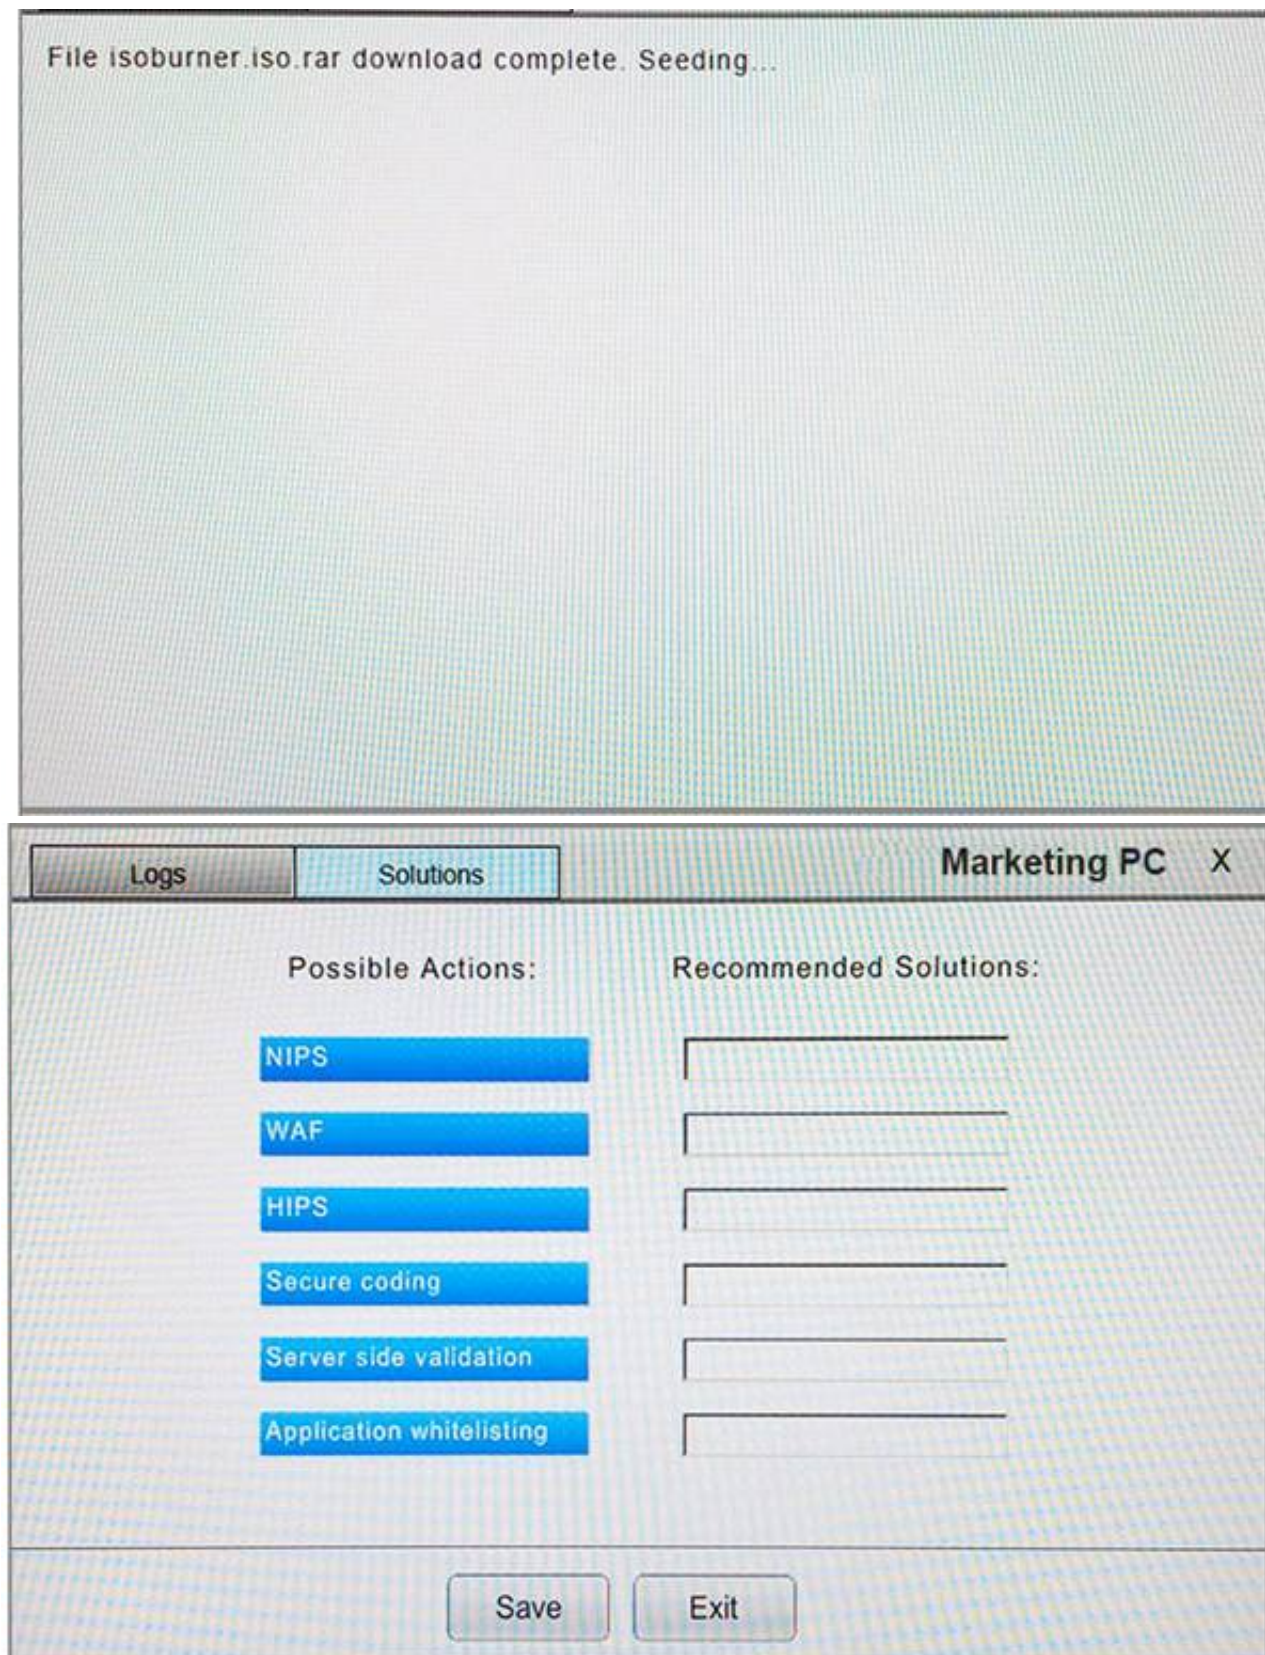 File isoburner.iso.rar download complete. Seeding...
Logs
Solutions
Marketing PC X
Possible Actions:
Recommended Solutions:
NIPS
WAF
HIPS
Secure coding
Server side validation
Application whitelisting
Save
Exit